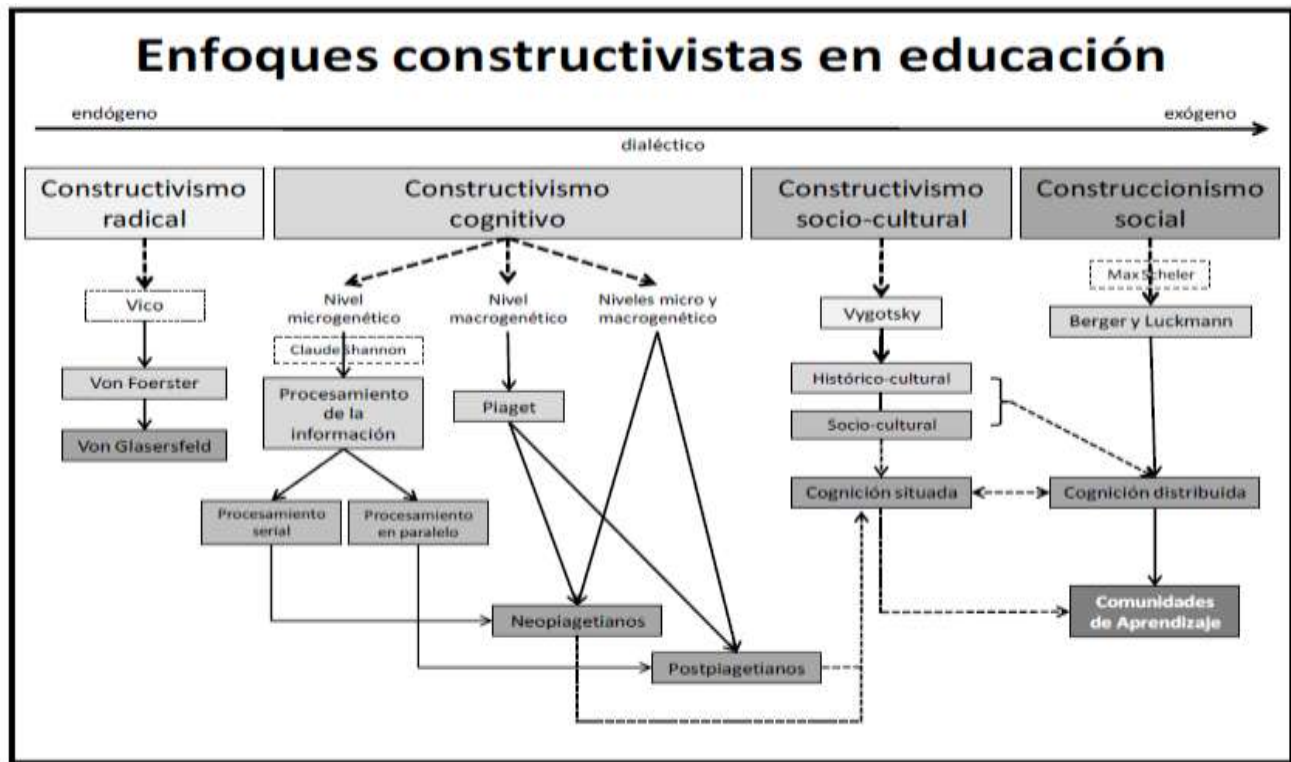 Enfoques constructivistas en educación
endógeno
exógeno
dialéctico
Constructivismo
radical
Constructivismo
cognitivo
Constructivismo
socio-cultural
Construccionismo
social
Vico
Von Foerster
Von Glasersfeld
Nivel
microgenético
Nivel
macrogenético
Niveles micro y
macrogenético
Claude Shannon
Procesamiento
de la
información
Piaget
Procesamiento
serial
Procesamiento
en paralelo
Neopiagetianos
Postpiagetianos
Vygotsky
Histórico-cultural
Socio-cultural
Cognición situada
Max Scheler
Berger y Luckmann
Cognición distribuida
Comunidades
de Aprendizaje